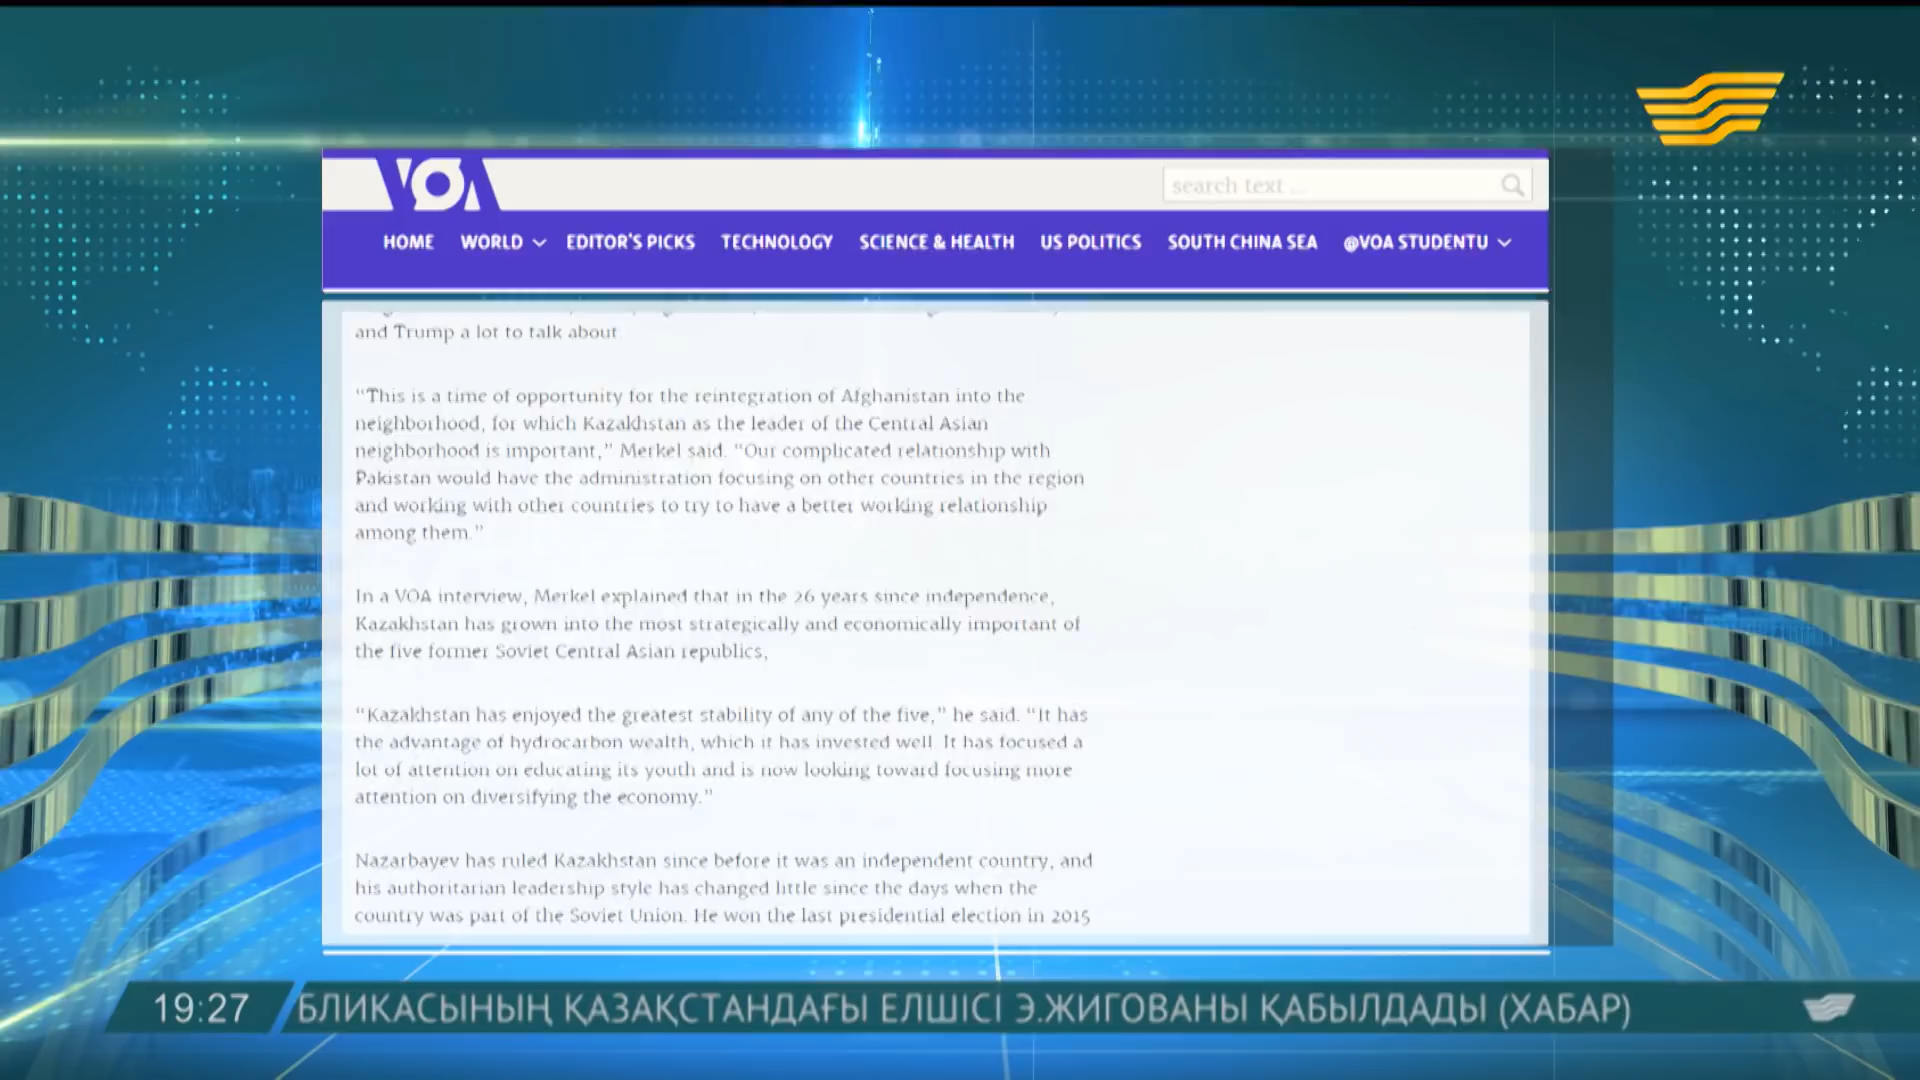 VOA
search text ...
HOME WORLD EDITOR'S PICKS TECHNOLOGY SCIENCE & HEALTH US POLITICS SOUTH CHINA SEA @VOA STUDENTU
and Trump a lot to talk about
“This is a time of opportunity for the reintegration of Afghanistan into the
neighborhood, for which Kazakhstan as the leader of the Central Asian
neighborhood is important,” Merkel said. “Our complicated relationship with
Pakistan would have the administration focusing on other countries in the region
and working with other countries to try to have a better working relationship
among them.”
In a VOA interview, Merkel explained that in the 26 years since independence,
Kazakhstan has grown into the most strategically and economically important of
the five former Soviet Central Asian republics,
“Kazakhstan has enjoyed the greatest stability of any of the five,” he said. “It has
the advantage of hydrocarbon wealth, which it has invested well. It has focused a
lot of attention on educating its youth and is now looking toward focusing more
attention on diversifying the economy.”
Nazarbayev has ruled Kazakhstan since before it was an independent country, and
his authoritarian leadership style has changed little since the days when the
country was part of the Soviet Union. He won the last presidential election in 2015
19:27 БЛИКАСЫНЫҢ ҚАЗАҚСТАНДАҒЫ ЕЛШІСІ Э.ЖИГОВАНЫ ҚАБЫЛДАДЫ (ХАБАР)